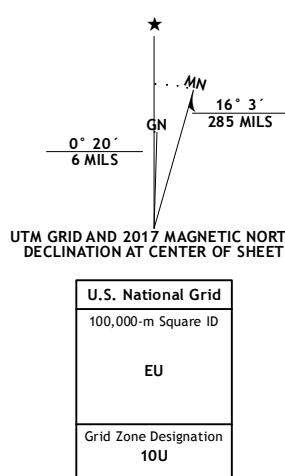 ★
MN
GN
16° 3´
285 MILS
0° 20´
6 MILS
UTM GRID AND 2017 MAGNETIC NORT
DECLINATION AT CENTER OF SHEET
U.S. National Grid
100,000-m Square ID
EU
Grid Zone Designation
10U